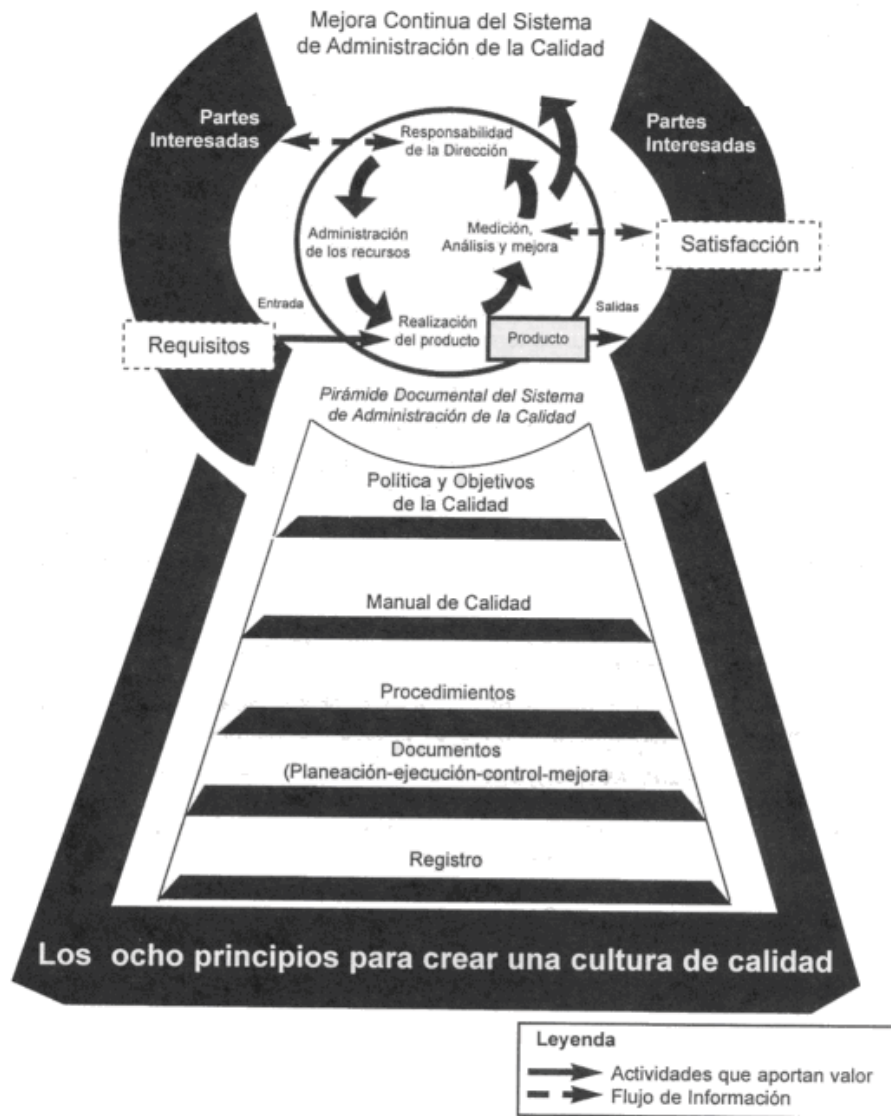 Mejora Continua del Sistema
de Administración de la Calidad
Partes
Interesadas
Responsabilidad
de la Dirección
Partes
Interesadas
Administración
de los recursos
Medición,
Análisis y mejora
Satisfacción
Entrada
Salidas
Requisitos
Realización
del producto
Producto
Pirámide Documental del Sistema
de Administración de la Calidad
Política y Objetivos
de la Calidad
Manual de Calidad
Procedimientos
Documentos
(Planeación-ejecución-control-mejora
Registro
Los ocho principios para crear una cultura de calidad
Leyenda
Actividades que aportan valor
Flujo de Información